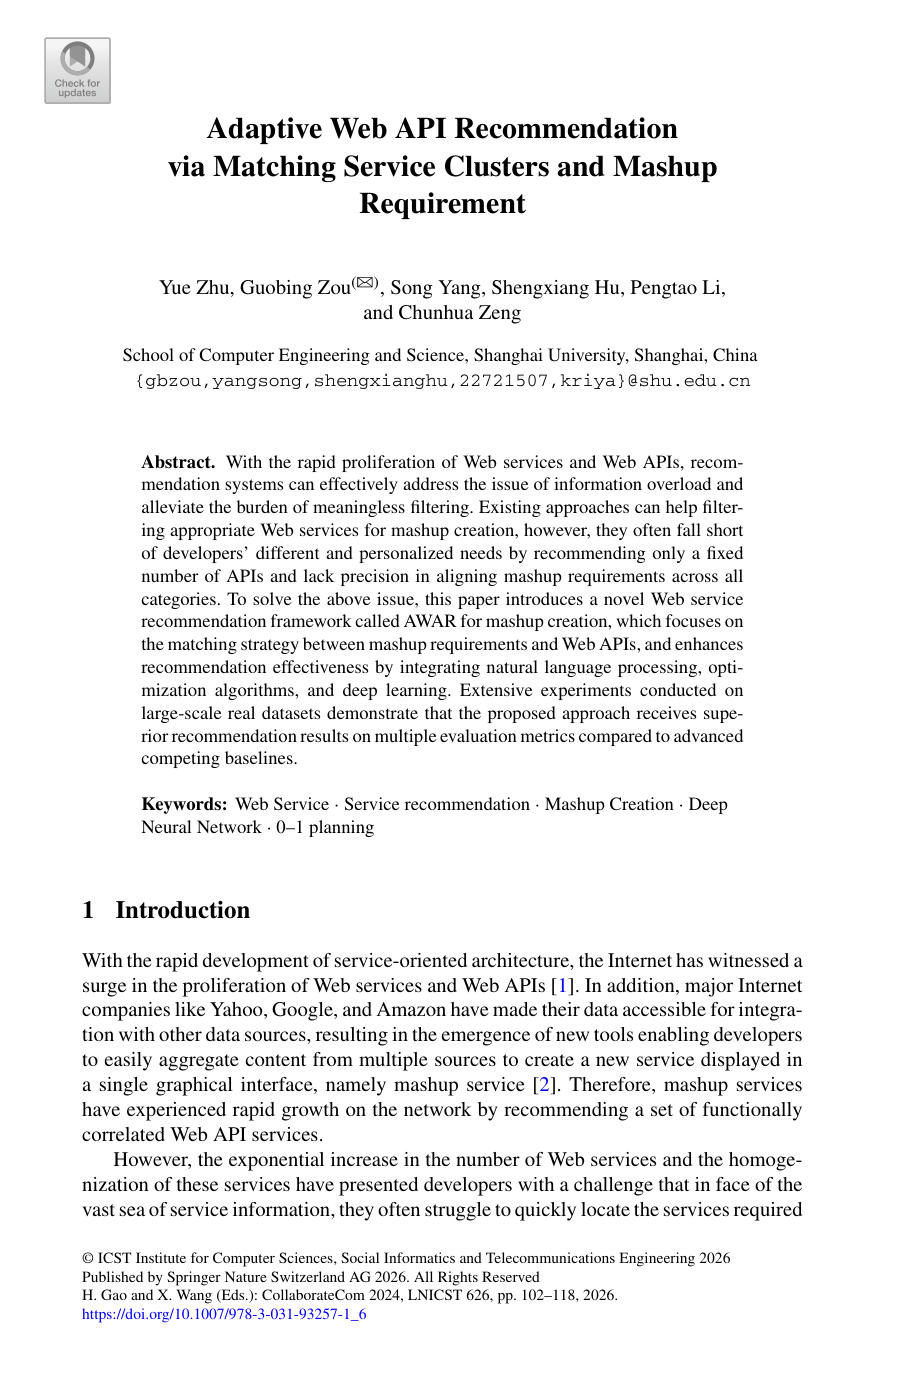 Check for
updates
Adaptive Web API Recommendation
via Matching Service Clusters and Mashup
Requirement
Yue Zhu, Guobing Zou(✉), Song Yang, Shengxiang Hu, Pengtao Li,
and Chunhua Zeng
School of Computer Engineering and Science, Shanghai University, Shanghai, China
{gbzou,yangsong,shengxianghu,22721507,kriya}@shu.edu.cn
Abstract. With the rapid proliferation of Web services and Web APIs, recom-
mendation systems can effectively address the issue of information overload and
alleviate the burden of meaningless filtering. Existing approaches can help filter-
ing appropriate Web services for mashup creation, however, they often fall short
of developers' different and personalized needs by recommending only a fixed
number of APIs and lack precision in aligning mashup requirements across all
categories. To solve the above issue, this paper introduces a novel Web service
recommendation framework called AWAR for mashup creation, which focuses on
the matching strategy between mashup requirements and Web APIs, and enhances
recommendation effectiveness by integrating natural language processing, opti-
mization algorithms, and deep learning. Extensive experiments conducted on
large-scale real datasets demonstrate that the proposed approach receives supe-
rior recommendation results on multiple evaluation metrics compared to advanced
competing baselines.
Keywords: Web Service · Service recommendation · Mashup Creation · Deep
Neural Network · 0–1 planning
1 Introduction
With the rapid development of service-oriented architecture, the Internet has witnessed a
surge in the proliferation of Web services and Web APIs [1]. In addition, major Internet
companies like Yahoo, Google, and Amazon have made their data accessible for integra-
tion with other data sources, resulting in the emergence of new tools enabling developers
to easily aggregate content from multiple sources to create a new service displayed in
a single graphical interface, namely mashup service [2]. Therefore, mashup services
have experienced rapid growth on the network by recommending a set of functionally
correlated Web API services.
However, the exponential increase in the number of Web services and the homoge-
nization of these services have presented developers with a challenge that in face of the
vast sea of service information, they often struggle to quickly locate the services required
© ICST Institute for Computer Sciences, Social Informatics and Telecommunications Engineering 2026
Published by Springer Nature Switzerland AG 2026. All Rights Reserved
H. Gao and X. Wang (Eds.): CollaborateCom 2024, LNICST 626, pp. 102–118, 2026.
https://doi.org/10.1007/978-3-031-93257-1_6